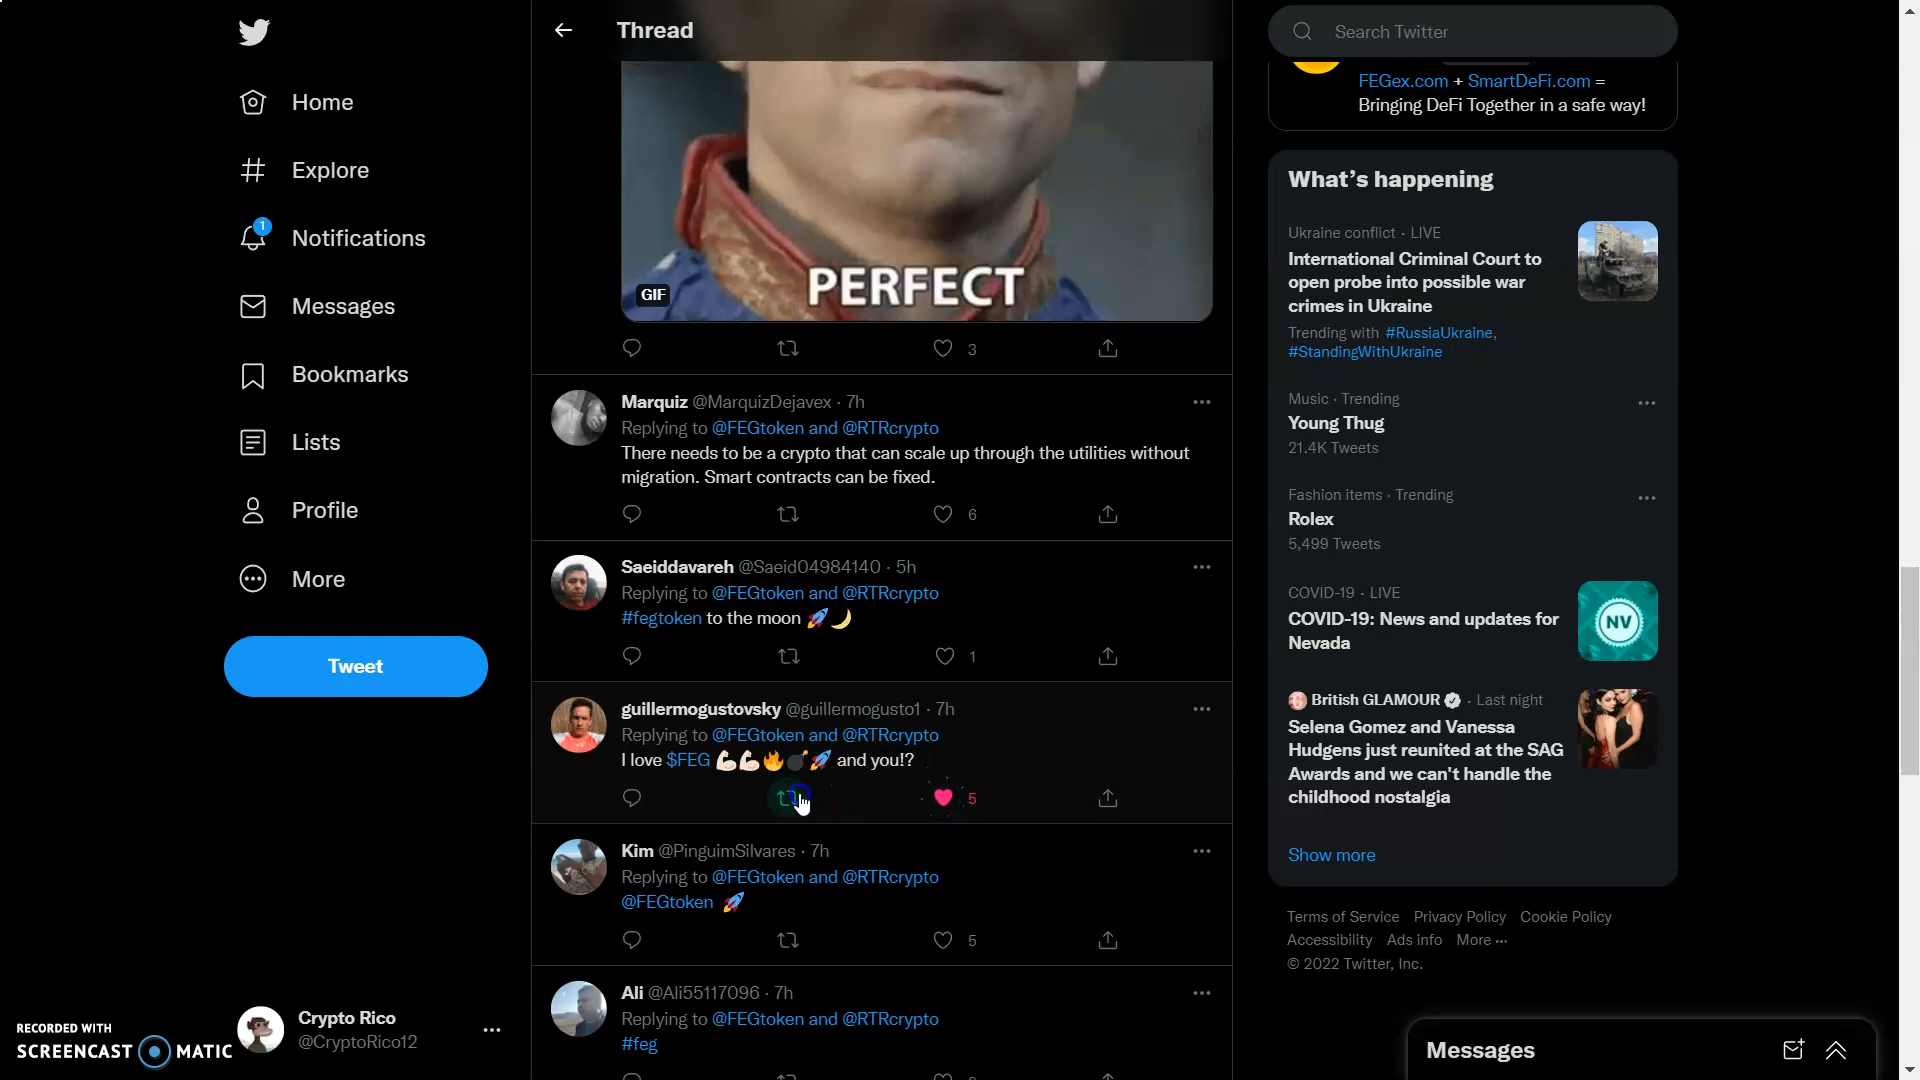 Home
Explore
1
Notifications
Messages
Bookmarks
Lists
Profile
More
Tweet
Crypto Rico
@CryptoRico12
RECORDED WITH
SCREENCAST MATIC
Thread
PERFECT
GIF
3
Marquiz @MarquizDejavex · 7h
Replying to @FEGtoken and @RTRcrypto
There needs to be a crypto that can scale up through the utilities without
migration. Smart contracts can be fixed.
6
Saeiddavareh @Saeid04984140 · 5h
Replying to @FEGtoken and @RTRcrypto
#fegtoken to the moon 🚀🌙
1
guillermogustovsky @guillermogusto1 · 7h
Replying to @FEGtoken and @RTRcrypto
I love $FEG 💪🏻💪🏻🔥💣🚀 and you!?
5
Kim @PinguimSilvares · 7h
Replying to @FEGtoken and @RTRcrypto
@FEGtoken 🚀
5
Ali @Ali55117096 · 7h
Replying to @FEGtoken and @RTRcrypto
#feg
Search Twitter
FEGex.com + SmartDeFi.com =
Bringing DeFi Together in a safe way!
What's happening
Ukraine conflict · LIVE
International Criminal Court to
open probe into possible war
crimes in Ukraine
Trending with #RussiaUkraine,
#StandingWithUkraine
Music · Trending
Young Thug
21.4K Tweets
Fashion items · Trending
Rolex
5,499 Tweets
COVID-19 · LIVE
COVID-19: News and updates for
Nevada
NV
British GLAMOUR · Last night
Selena Gomez and Vanessa
Hudgens just reunited at the SAG
Awards and we can't handle the
childhood nostalgia
Show more
Terms of Service Privacy Policy Cookie Policy
Accessibility Ads info More ···
© 2022 Twitter, Inc.
Messages